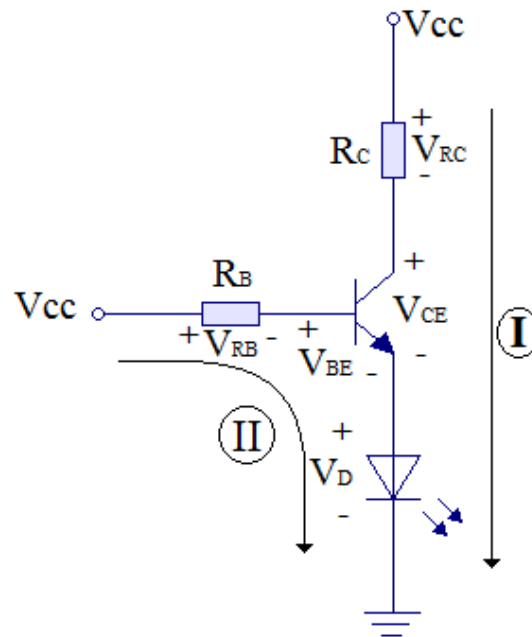 Vcc
+
RC VRC
-
RB
+
Vcc
VCE
+ VRB - +
VBE - -
I
II
+
VD
-